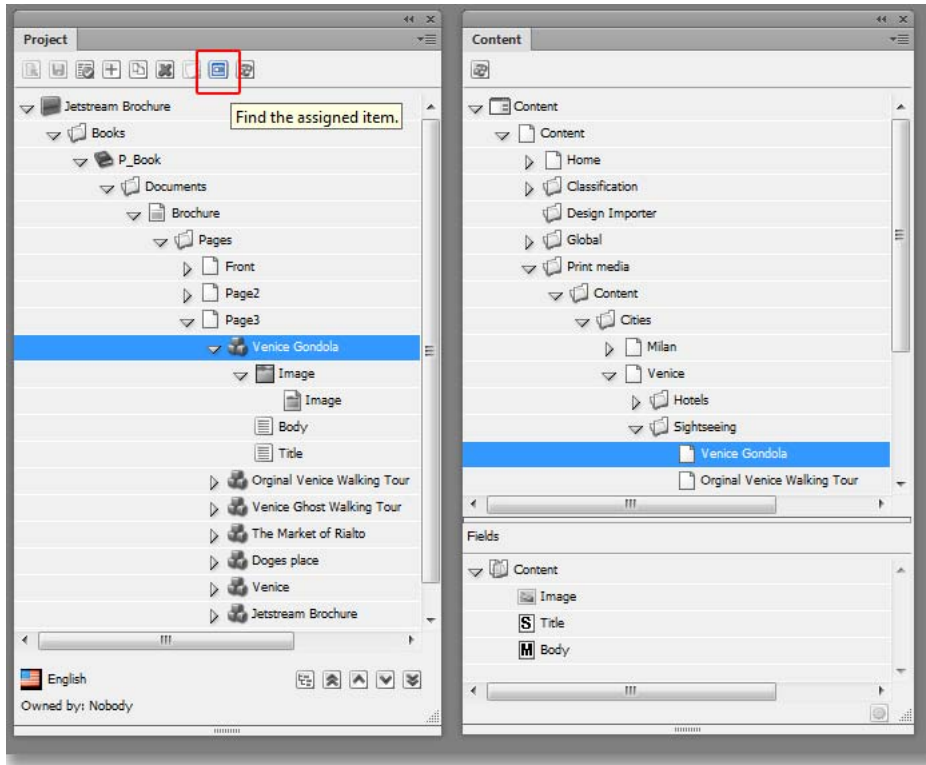 Project
Find the assigned item.
Jetstream Brochure
Books
P_Book
Documents
Brochure
Pages
Front
Page2
Page3
Venice Gondola
Image
Image
Body
Title
Orginal Venice Walking Tour
Venice Ghost Walking Tour
The Market of Rialto
Doges place
Venice
Jetstream Brochure
English
Owned by: Nobody
Content
Content
Content
Home
Classification
Design Importer
Global
Print media
Content
Cities
Milan
Venice
Hotels
Sightseeing
Venice Gondola
Orginal Venice Walking Tour
Fields
Content
Image
S Title
M Body